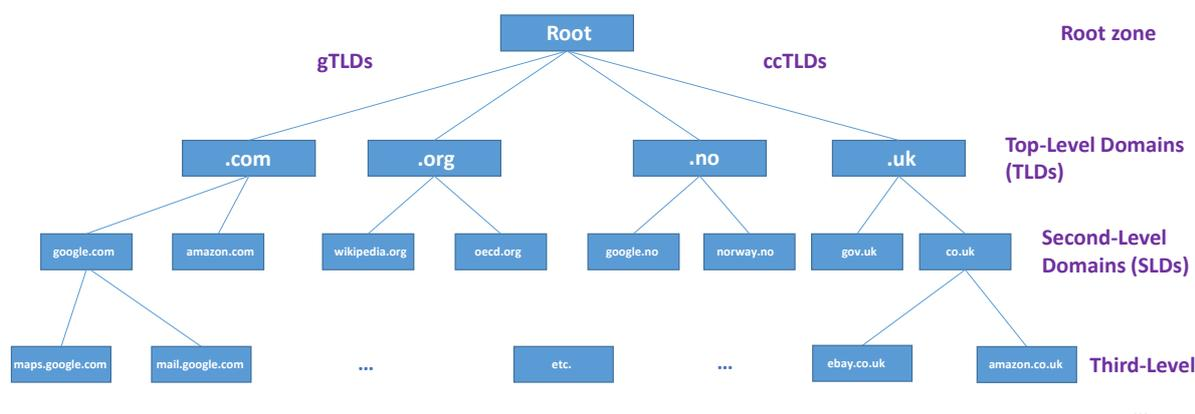 Root
Root zone
gTLDs
ccTLDs
.com
.org
.no
.uk
Top-Level Domains
(TLDs)
google.com
amazon.com
wikipedia.org
oecd.org
google.no
norway.no
gov.uk
co.uk
Second-Level
Domains (SLDs)
maps.google.com
mail.google.com
...
etc.
...
ebay.co.uk
amazon.co.uk
Third-Level